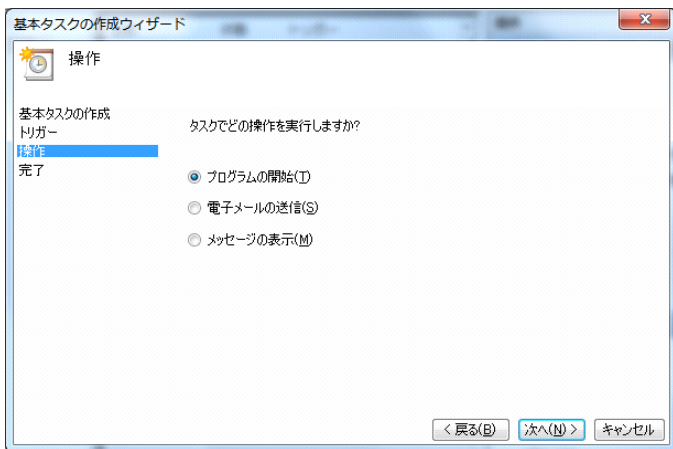 基本タスクの作成ウィザード
操作
基本タスクの作成
トリガー
操作
完了
タスクでどの操作を実行しますか?
プログラムの開始(T)
電子メールの送信(S)
メッセージの表示(M)
< 戻る(B)
次へ(N) >
キャンセル